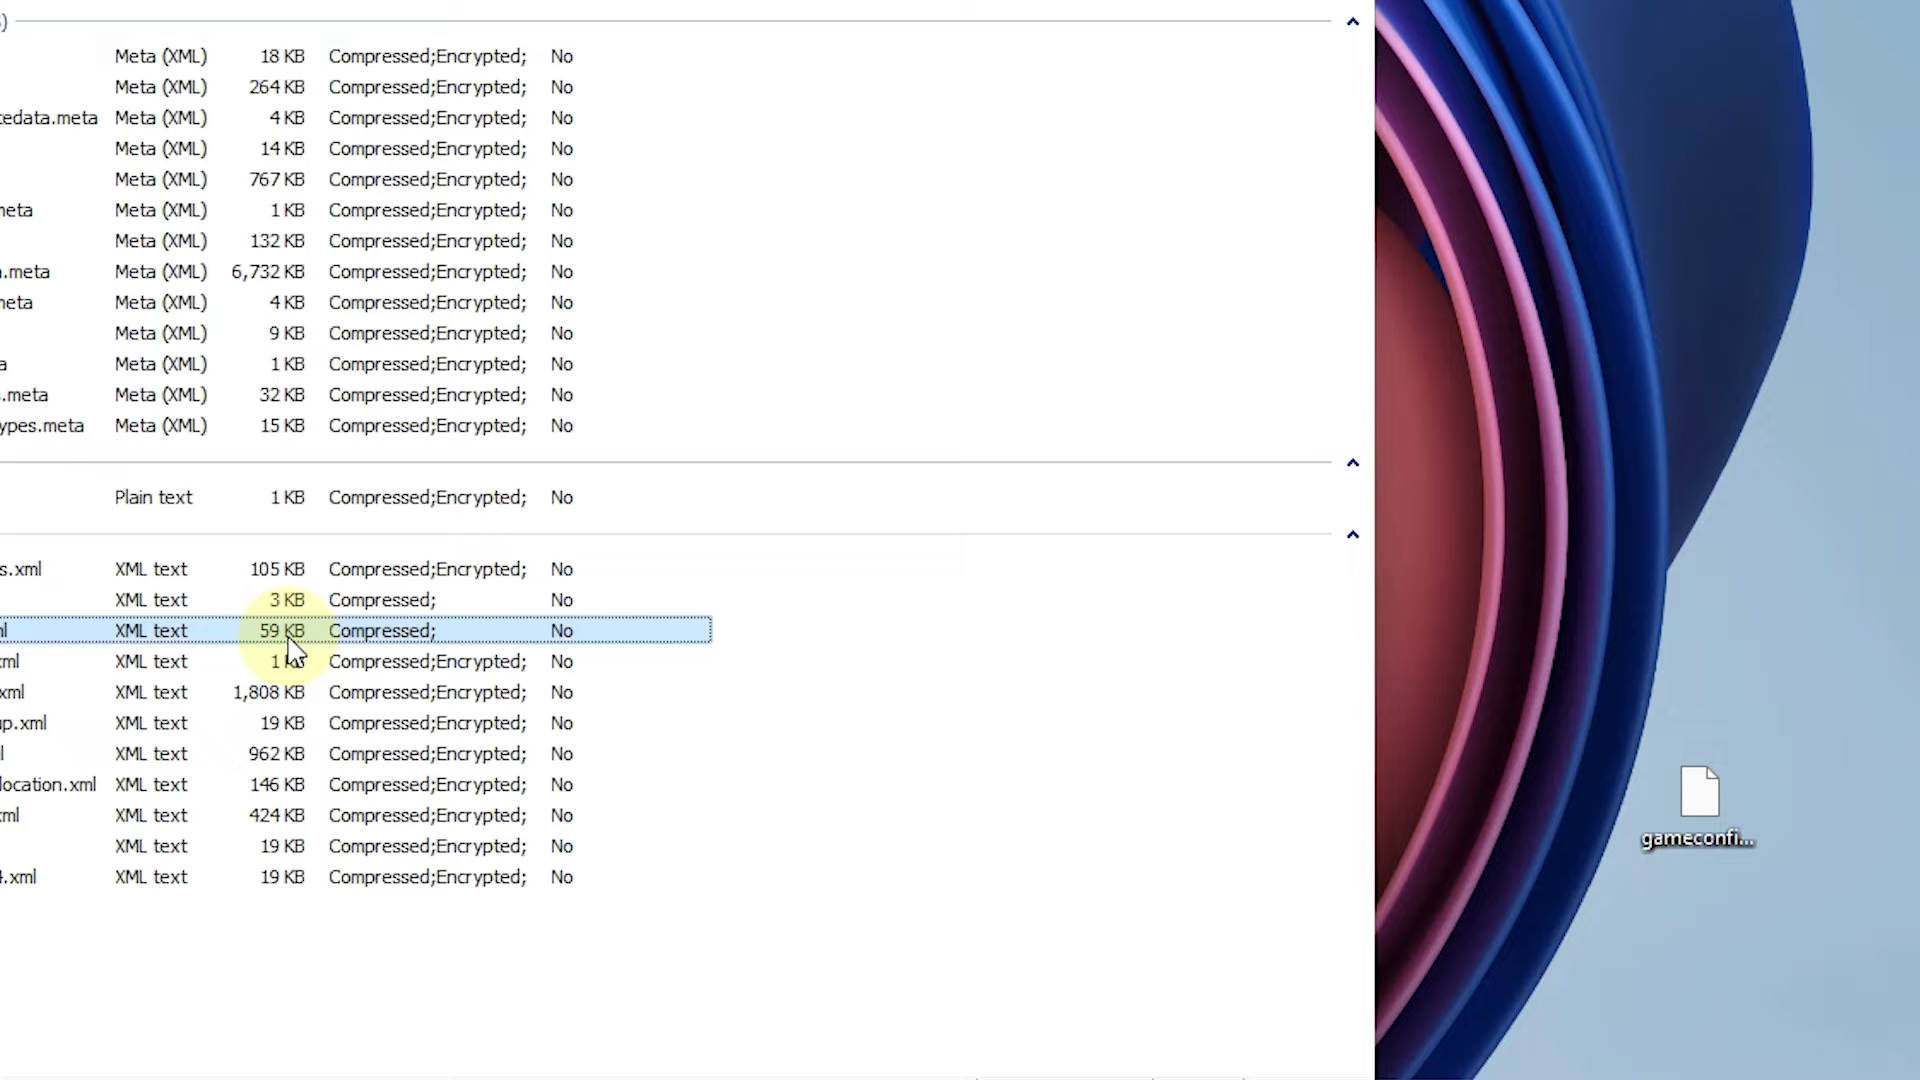 )
Meta (XML) 18 KB Compressed;Encrypted; No
Meta (XML) 264 KB Compressed;Encrypted; No
tedata.meta Meta (XML) 4 KB Compressed;Encrypted; No
Meta (XML) 14 KB Compressed;Encrypted; No
Meta (XML) 767 KB Compressed;Encrypted; No
neta Meta (XML) 1 KB Compressed;Encrypted; No
Meta (XML) 132 KB Compressed;Encrypted; No
a.meta Meta (XML) 6,732 KB Compressed;Encrypted; No
neta Meta (XML) 4 KB Compressed;Encrypted; No
Meta (XML) 9 KB Compressed;Encrypted; No
a Meta (XML) 1 KB Compressed;Encrypted; No
.meta Meta (XML) 32 KB Compressed;Encrypted; No
ypes.meta Meta (XML) 15 KB Compressed;Encrypted; No
Plain text 1 KB Compressed;Encrypted; No
s.xml XML text 105 KB Compressed;Encrypted; No
XML text 3 KB Compressed; No
nl XML text 59 KB Compressed; No
xml XML text 1 KB Compressed;Encrypted; No
xml XML text 1,808 KB Compressed;Encrypted; No
up.xml XML text 19 KB Compressed;Encrypted; No
l XML text 962 KB Compressed;Encrypted; No
location.xml XML text 146 KB Compressed;Encrypted; No
xml XML text 424 KB Compressed;Encrypted; No
XML text 19 KB Compressed;Encrypted; No
4.xml XML text 19 KB Compressed;Encrypted; No
gameconfi...